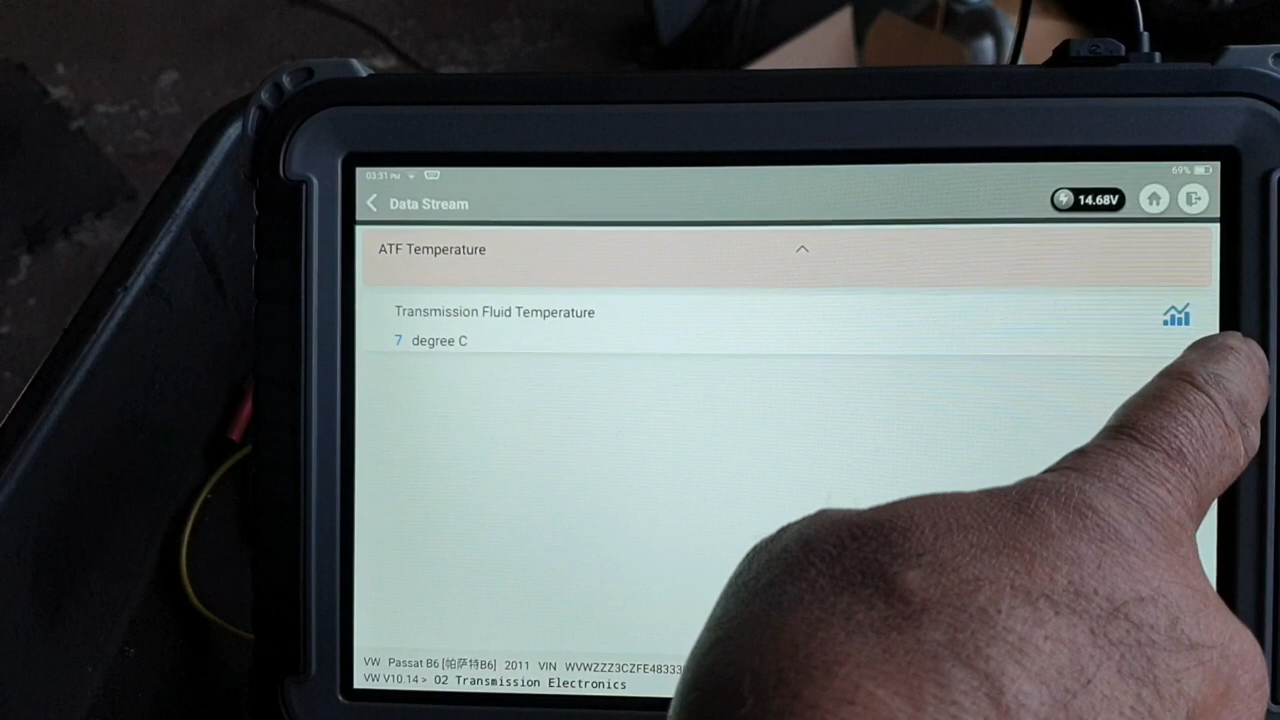 03:31 PM
69%
Data Stream
14.68V
ATF Temperature
Transmission Fluid Temperature
7 degree C
VW Passat B6 [帕萨特B6] 2011 VIN WVWZZZ3CZFE48333
VW V10.14 > 02 Transmission Electronics